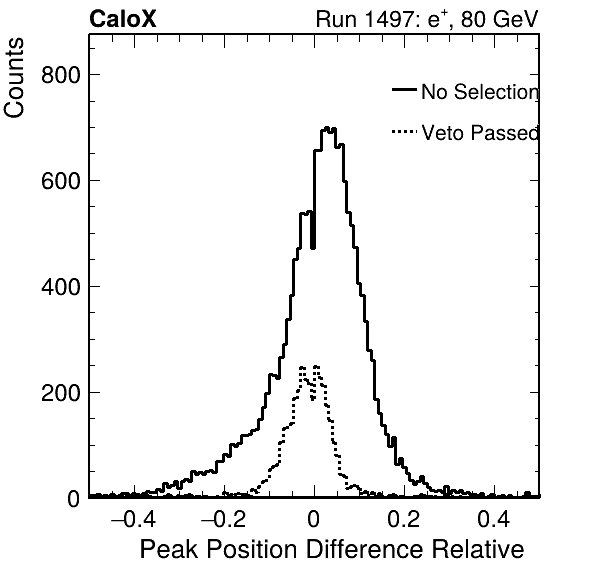 CaloX
Run 1497: e+, 80 GeV
Counts
No Selection
Veto Passed
800
600
400
200
0
−0.4
−0.2
0
0.2
0.4
Peak Position Difference Relative